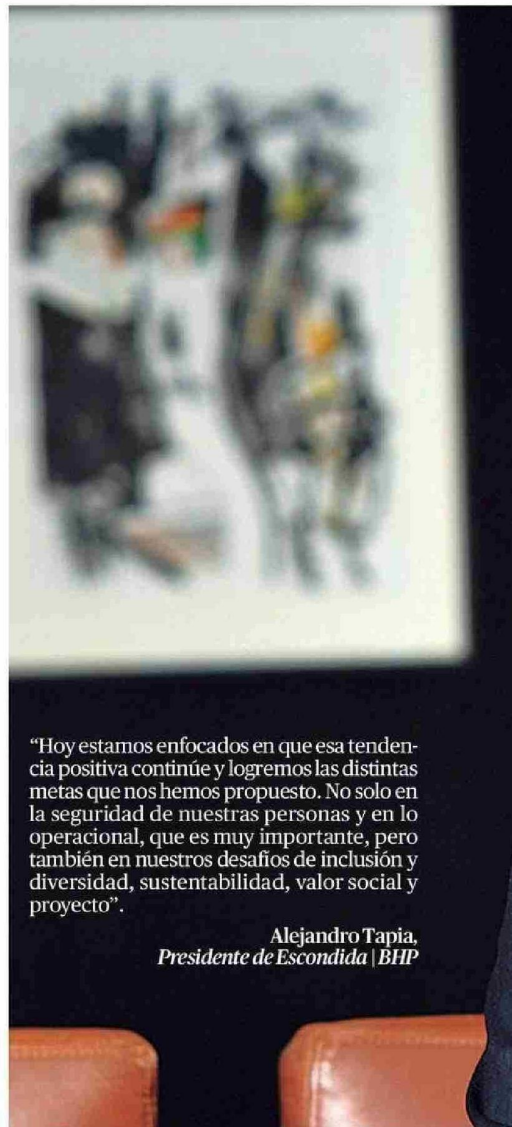 “Hoy estamos enfocados en que esa tenden-
cia positiva continúe y logremos las distintas
metas que nos hemos propuesto. No solo en
la seguridad de nuestras personas y en lo
operacional, que es muy importante, pero
también en nuestros desafíos de inclusión y
diversidad, sustentabilidad, valor social y
proyecto”.
Alejandro Tapia,
Presidente de Escondida | BHP